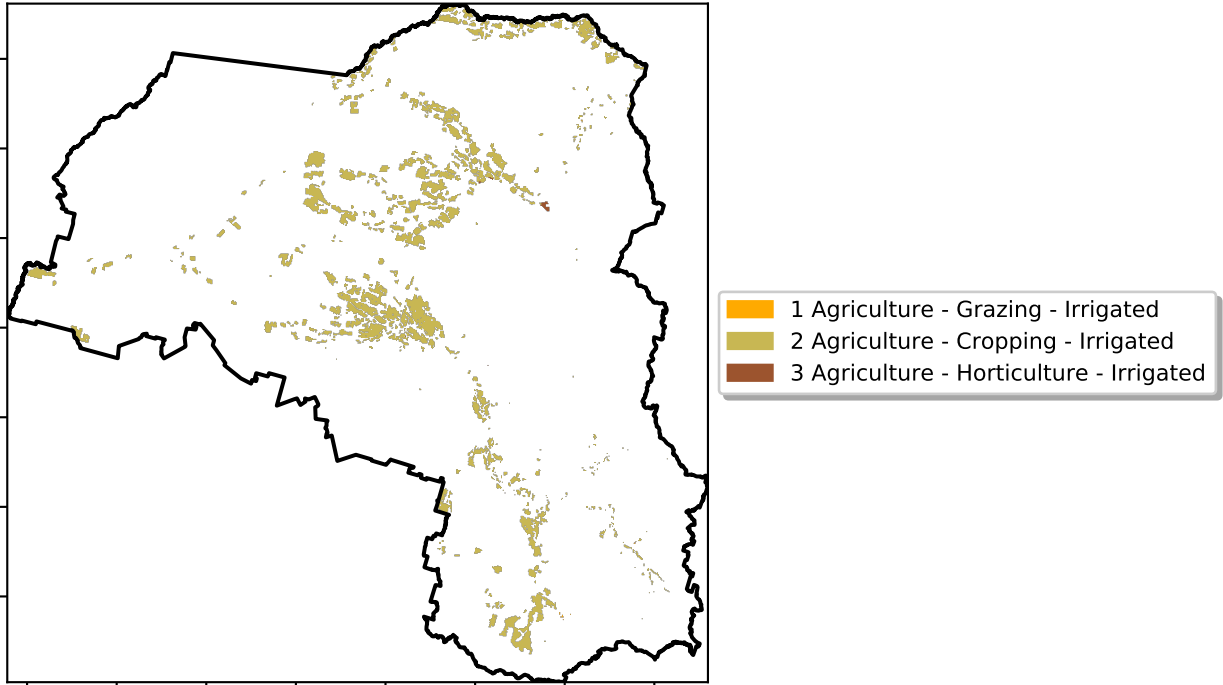 1 Agriculture - Grazing - Irrigated
2 Agriculture - Cropping - Irrigated
3 Agriculture - Horticulture - Irrigated